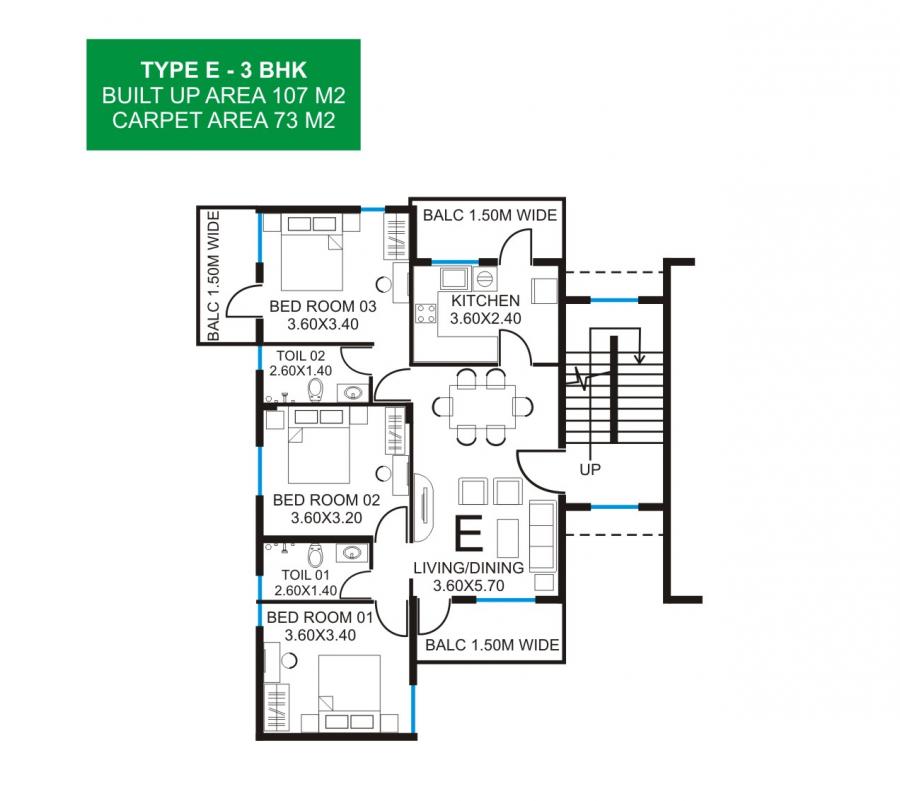 TYPE E - 3 BHK
BUILT UP AREA 107 M2
CARPET AREA 73 M2
BALC 1.50M WIDE
BALC 1.50M WIDE
BED ROOM 03
3.60X3.40
KITCHEN
3.60X2.40
TOIL 02
2.60X1.40
UP
BED ROOM 02
3.60X3.20
E
LIVING/DINING
3.60X5.70
TOIL 01
2.60X1.40
BED ROOM 01
3.60X3.40
BALC 1.50M WIDE